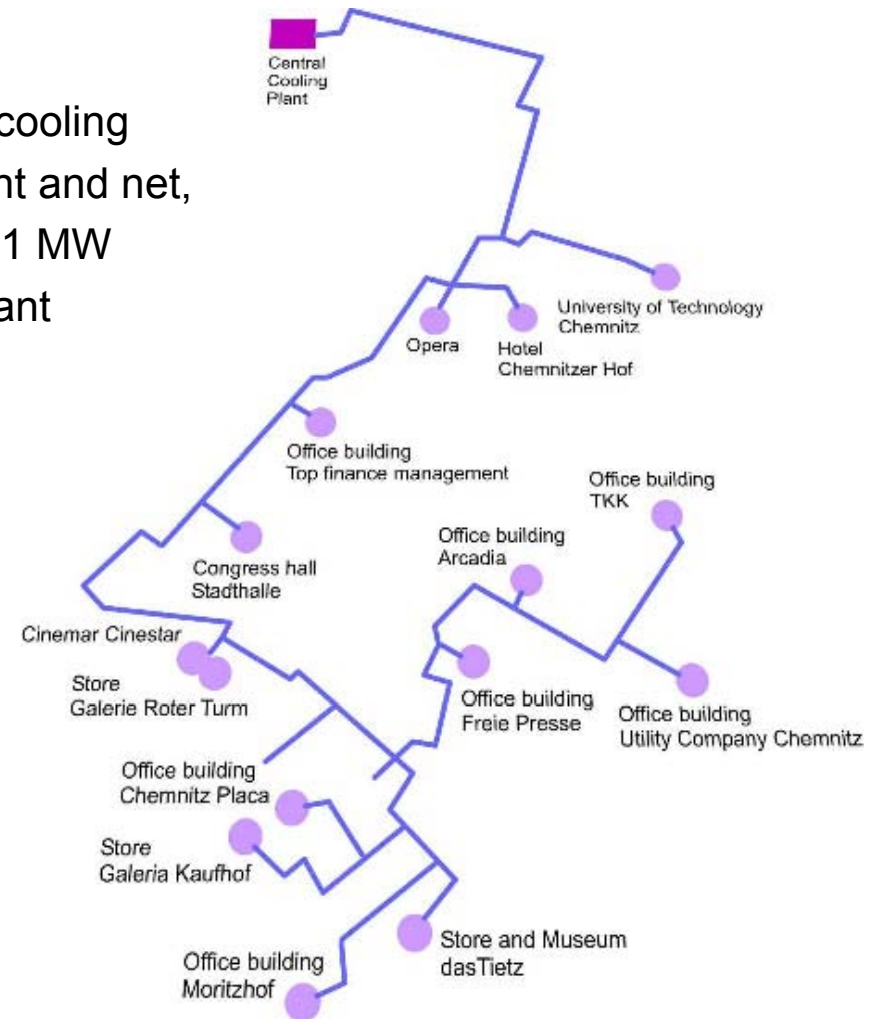 Central
Cooling
Plant
cooling
nt and net,
1 MW
ant
University of Technology
Chemnitz
Opera
Hotel
Chemnitzer Hof
Office building
Top finance management
Office building
TKK
Office building
Arcadia
Congress hall
Stadthalle
Cinemar Cinestar
Store
Galerie Roter Turm
Office building
Freie Presse
Office building
Utility Company Chemnitz
Office building
Chemnitz Placa
Store
Galeria Kaufhof
Store and Museum
dasTietz
Office building
Moritzhof